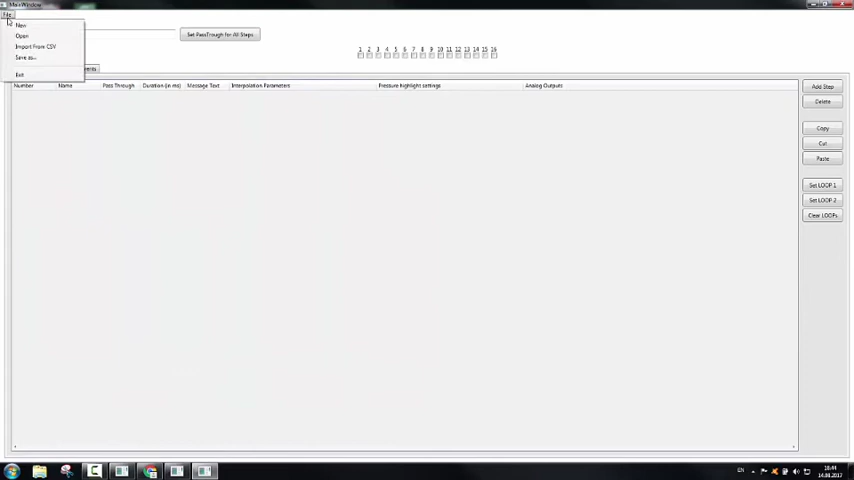 MainWindow
File
New
Open
Import From CSV
Save as...
Exit
Set PassTrough for All Steps
1 2 3 4 5 6 7 8 9 10 11 12 13 14 15 16
Number Name Pass Through Duration (in ms) Message Text Interpolation Parameters Pressure highlight settings Analog Outputs
Add Step
Delete
Copy
Cut
Paste
Set LOOP 1
Set LOOP 2
Clear LOOPs
EN
16:44
14.08.2017